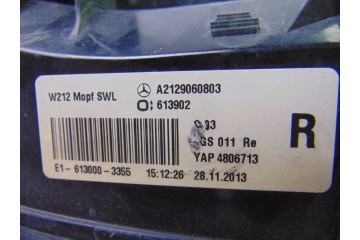 W212 Mopf SWL A2129060803
613902
03
GS 011 Re R
YAP 4806713
E1-613000-3355 15:12:26 28.11.2013